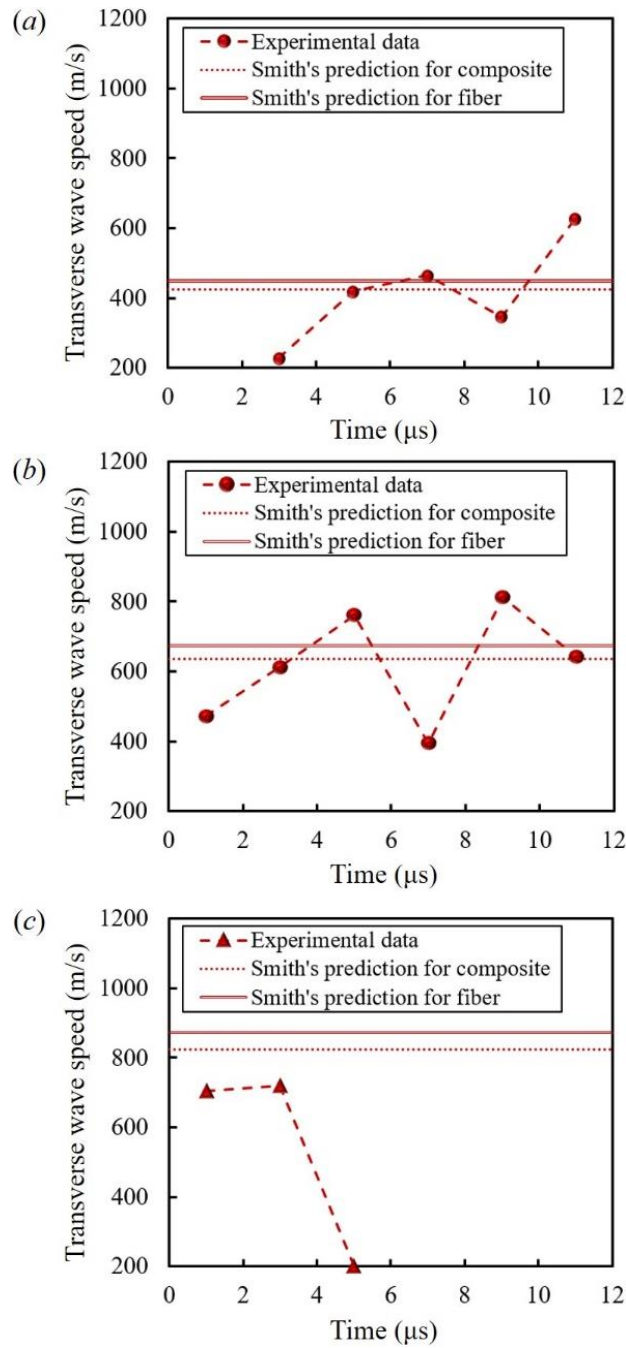 (a)
1200
1000
800
600
400
200
Transverse wave speed (m/s)
Experimental data
Smith's prediction for composite
Smith's prediction for fiber
0 2 4 6 8 10 12
Time (μs)
(b)
1200
1000
800
600
400
200
Transverse wave speed (m/s)
Experimental data
Smith's prediction for composite
Smith's prediction for fiber
0 2 4 6 8 10 12
Time (μs)
(c)
1200
1000
800
600
400
200
Transverse wave speed (m/s)
Experimental data
Smith's prediction for composite
Smith's prediction for fiber
0 2 4 6 8 10 12
Time (μs)